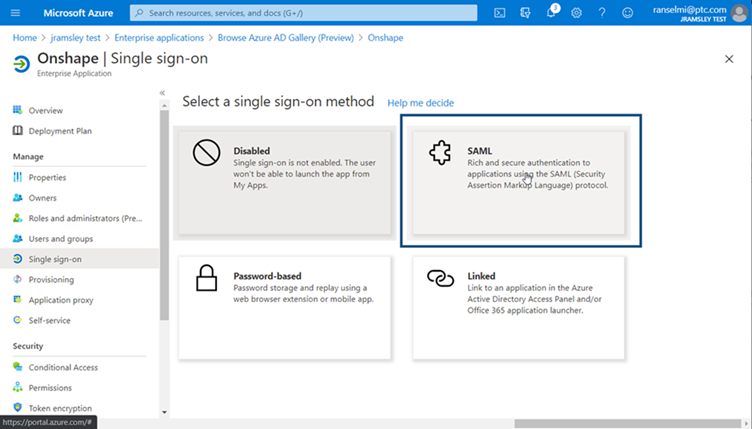 Microsoft Azure
Search resources, services, and docs (G+/)
3
ranselmi@ptc.com
JRAMSLEY TEST
Home > jramsley test > Enterprise applications > Browse Azure AD Gallery (Preview) > Onshape
Onshape | Single sign-on
Enterprise Application
Overview
Deployment Plan
Manage
Properties
Owners
Roles and administrators (Pre...
Users and groups
Single sign-on
Provisioning
Application proxy
Self-service
Security
Conditional Access
Permissions
Token encryption
https://portal.azure.com/#
Select a single sign-on method Help me decide
Disabled
Single sign-on is not enabled. The user
won't be able to launch the app from
My Apps.
SAML
Rich and secure authentication to
applications using the SAML (Security
Assertion Markup Language) protocol.
Password-based
Password storage and replay using a
web browser extension or mobile app.
Linked
Link to an application in the Azure
Active Directory Access Panel and/or
Office 365 application launcher.